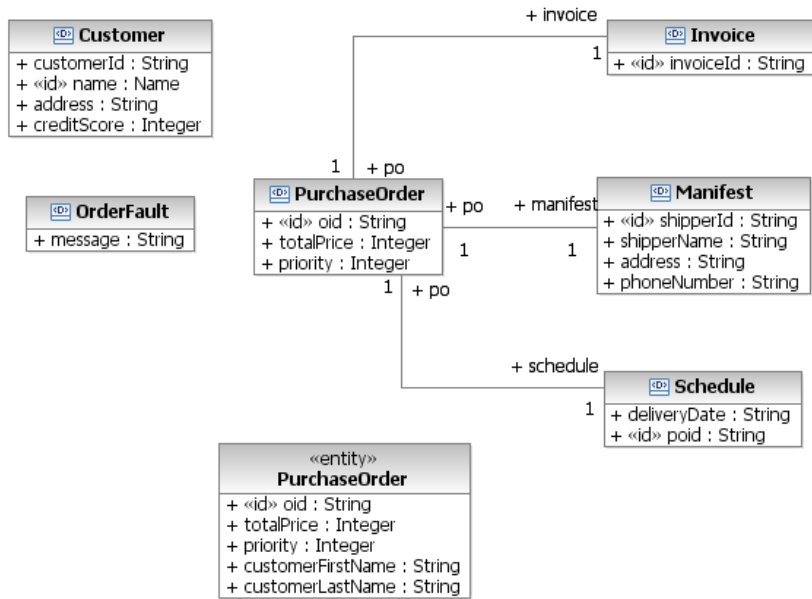 Customer
+ customerId : String
+ «id» name : Name
+ address : String
+ creditScore : Integer
+ invoice
1
<D> Invoice
+ «id» invoiceId : String
OrderFault
+ message : String
1
+ po
PurchaseOrder
+ «id» oid : String
+ totalPrice : Integer
+ priority : Integer
+ po
1
+ manifest
1
Manifest
+ «id» shipperId : String
+ shipperName : String
+ address : String
+ phoneNumber : String
1
+ po
+ schedule
1
Schedule
+ deliveryDate : String
+ «id» poid : String
«entity»
PurchaseOrder
+ «id» oid : String
+ totalPrice : Integer
+ priority : Integer
+ customerFirstName : String
+ customerLastName : String